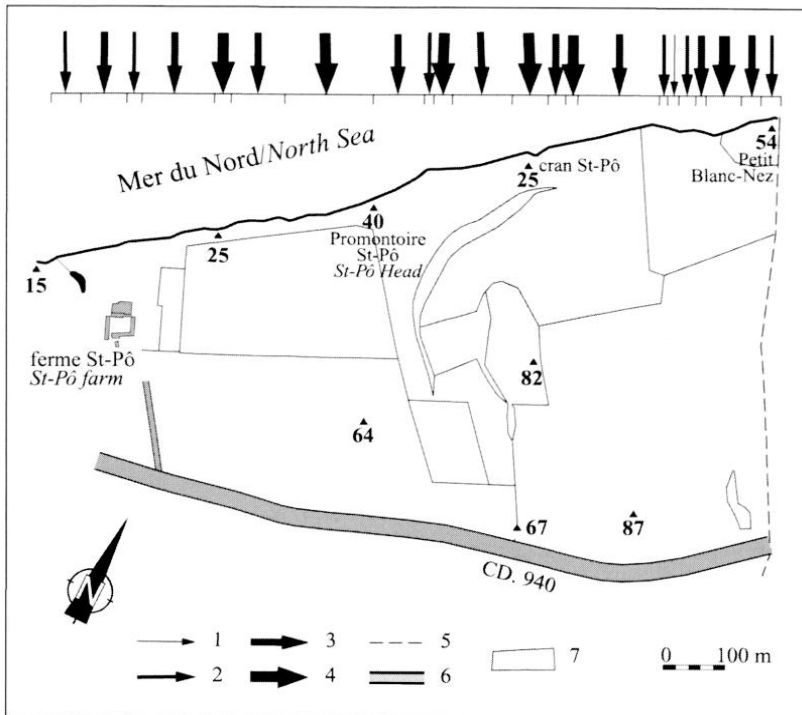 Mer du Nord/North Sea
54
Petit
Blanc-Nez
cran St-Pô
25
40
Promontoire
St-Pô
St-Pô Head
25
15
ferme St-Pô
St-Pô farm
82
64
67
87
CD. 940
N
1
3
5
7
0 100 m
2
4
6